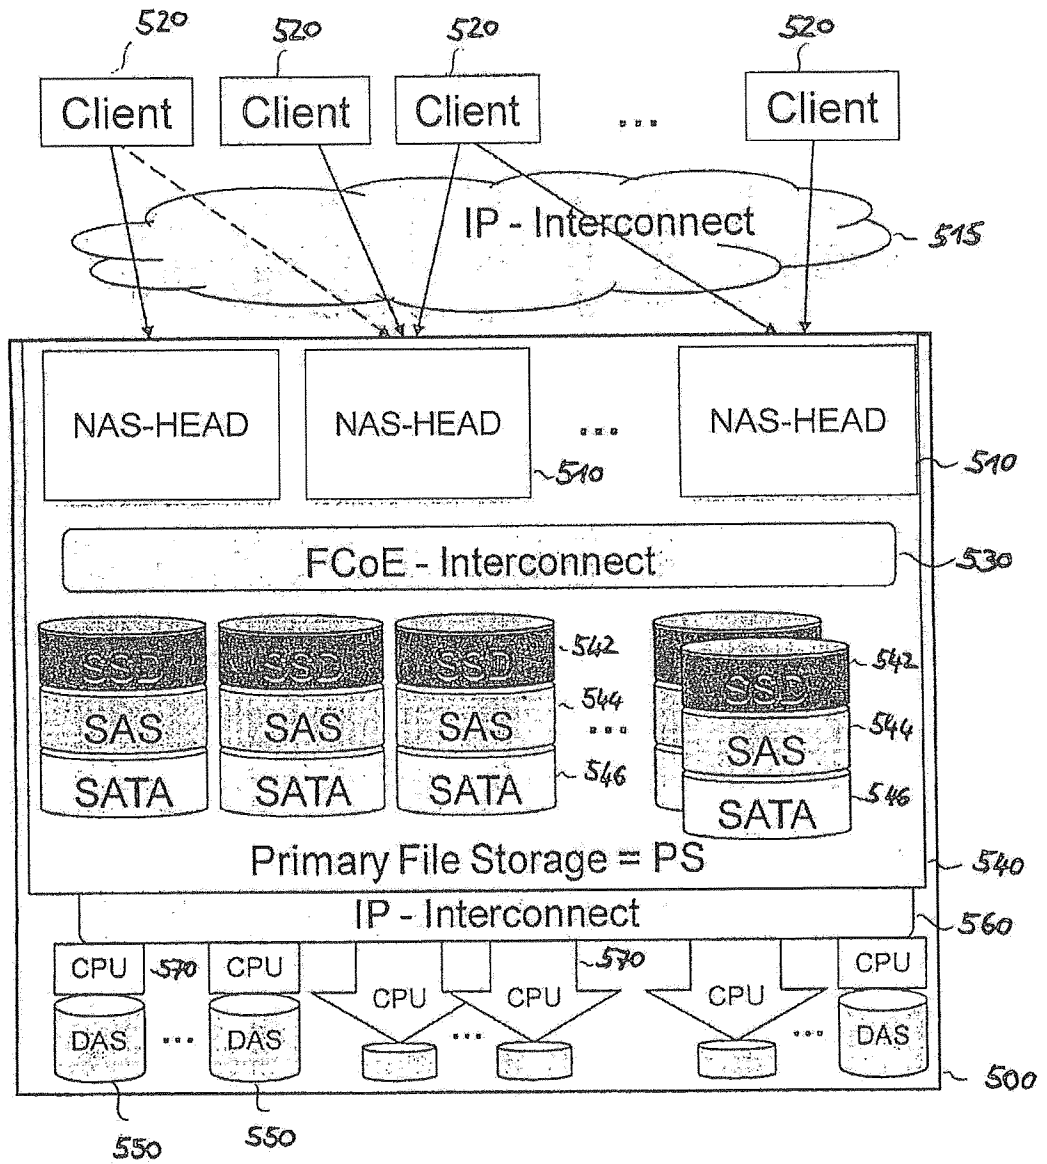 520 520 520 520
Client Client Client ... Client
IP - Interconnect
515
NAS-HEAD NAS-HEAD ... NAS-HEAD
510 510
FCoE - Interconnect 530
SSD SSD SSD 542 SSD 542
SAS SAS SAS 544 ... SAS 544
SATA SATA SATA 546 SATA 546
Primary File Storage = PS 540
IP - Interconnect 560
CPU 570 CPU CPU CPU 570 CPU CPU
DAS ... DAS ... ... DAS
500
550 550